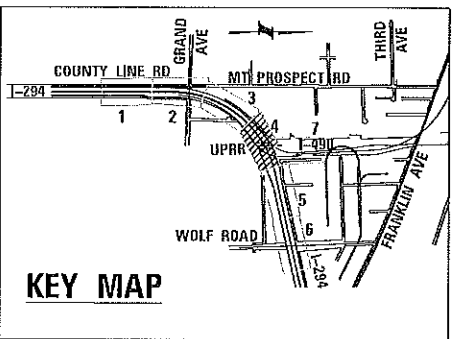 GRAND
AVE
THIRD
AVE
N
COUNTY LINE RD
MT PROSPECT RD
I-294
1
2
3
4
7
I-490
UPRR
5
6
WOLF ROAD
FRANKLIN AVE
I-294
KEY MAP